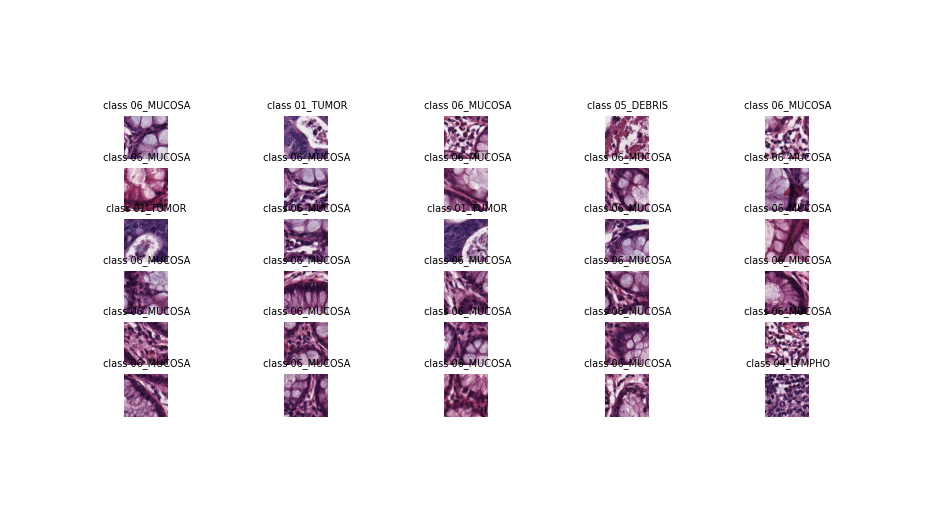 class 06_MUCOSA class 01_TUMOR class 06_MUCOSA class 05_DEBRIS class 06_MUCOSA
class 06_MUCOSA class 06_MUCOSA class 06_MUCOSA class 06_MUCOSA class 06_MUCOSA
class 01_TUMOR class 06_MUCOSA class 01_TUMOR class 06_MUCOSA class 06_MUCOSA
class 06_MUCOSA class 06_MUCOSA class 06_MUCOSA class 06_MUCOSA class 06_MUCOSA
class 06_MUCOSA class 06_MUCOSA class 06_MUCOSA class 06_MUCOSA class 06_MUCOSA
class 06_MUCOSA class 06_MUCOSA class 06_MUCOSA class 06_MUCOSA class 04_LYMPHO